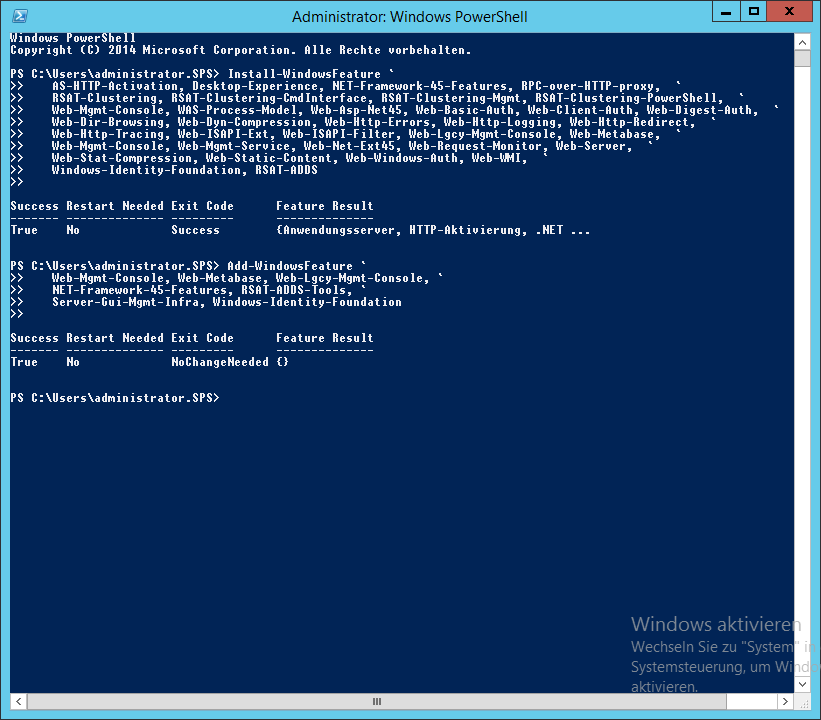 Administrator: Windows PowerShell
Windows PowerShell
Copyright (C) 2014 Microsoft Corporation. Alle Rechte vorbehalten.
PS C:\Users\administrator.SPS> Install-WindowsFeature `
>>    AS-HTTP-Activation, Desktop-Experience, NET-Framework-45-Features, RPC-over-HTTP-proxy,  `
>>    RSAT-Clustering, RSAT-Clustering-CmdInterface, RSAT-Clustering-Mgmt, RSAT-Clustering-PowerShell,  `
>>    Web-Mgmt-Console, WAS-Process-Model, Web-Asp-Net45, Web-Basic-Auth, Web-Client-Auth, Web-Digest-Auth,  `
>>    Web-Dir-Browsing, Web-Dyn-Compression, Web-Http-Errors, Web-Http-Logging, Web-Http-Redirect,  `
>>    Web-Http-Tracing, Web-ISAPI-Ext, Web-ISAPI-Filter, Web-Lgcy-Mgmt-Console, Web-Metabase,  `
>>    Web-Mgmt-Console, Web-Mgmt-Service, Web-Net-Ext45, Web-Request-Monitor, Web-Server,  `
>>    Web-Stat-Compression, Web-Static-Content, Web-Windows-Auth, Web-WMI,  `
>>    Windows-Identity-Foundation, RSAT-ADDS
>>
Success Restart Needed Exit Code      Feature Result
------- -------------- ---------      --------------
True    No             Success        {Anwendungsserver, HTTP-Aktivierung, .NET ...
PS C:\Users\administrator.SPS> Add-WindowsFeature `
>>    Web-Mgmt-Console, Web-Metabase, Web-Lgcy-Mgmt-Console, `
>>    NET-Framework-45-Features, RSAT-ADDS-Tools, `
>>    Server-Gui-Mgmt-Infra, Windows-Identity-Foundation
>>
Success Restart Needed Exit Code      Feature Result
------- -------------- ---------      --------------
True    No             NoChangeNeeded {}
PS C:\Users\administrator.SPS>
Windows aktivieren
Wechseln Sie zu "System" in
Systemsteuerung, um Windo
aktivieren.